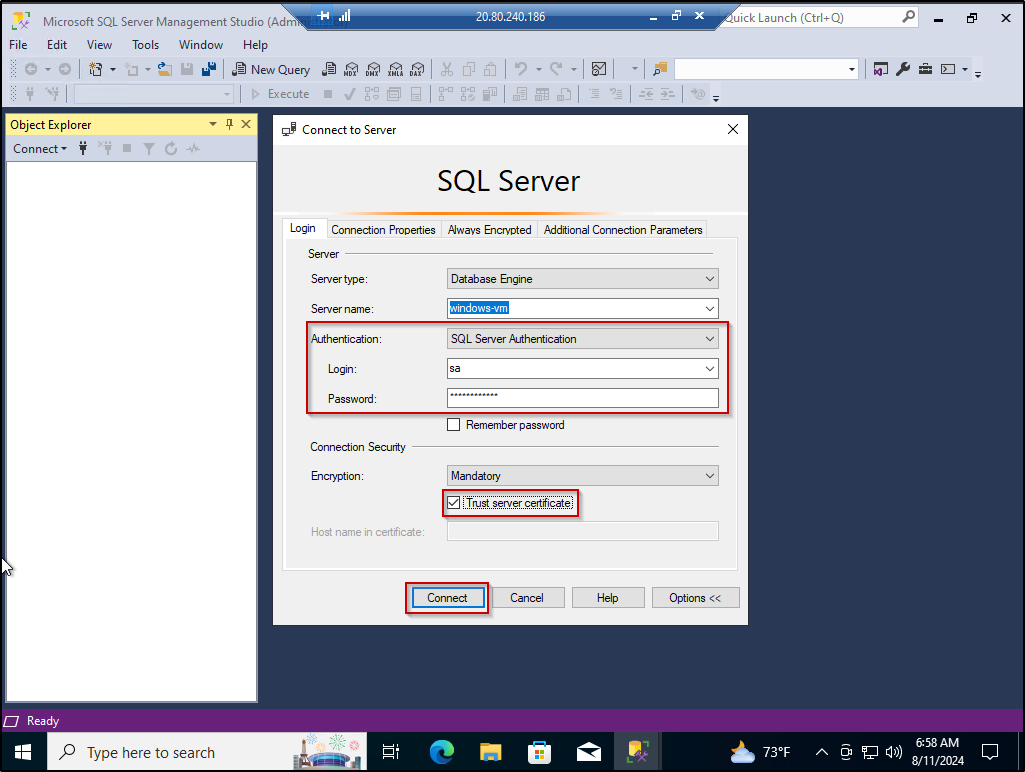 Microsoft SQL Server Management Studio (Admin
20.80.240.186
Quick Launch (Ctrl+Q)
File Edit View Tools Window Help
New Query MDX DMX XMLA DAX
Execute
Object Explorer
Connect
Connect to Server
SQL Server
Login Connection Properties Always Encrypted Additional Connection Parameters
Server
Server type: Database Engine
Server name: windows-vm
Authentication: SQL Server Authentication
Login: sa
Password: ************
Remember password
Connection Security
Encryption: Mandatory
Trust server certificate
Host name in certificate:
Connect Cancel Help Options <<
Ready
Type here to search
73°F
6:58 AM
8/11/2024